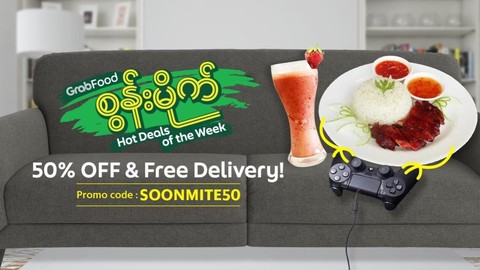 GrabFood
စွန်းမိုက်
Hot Deals
of the Week
50% OFF & Free Delivery!
Promo code : SOONMITE50